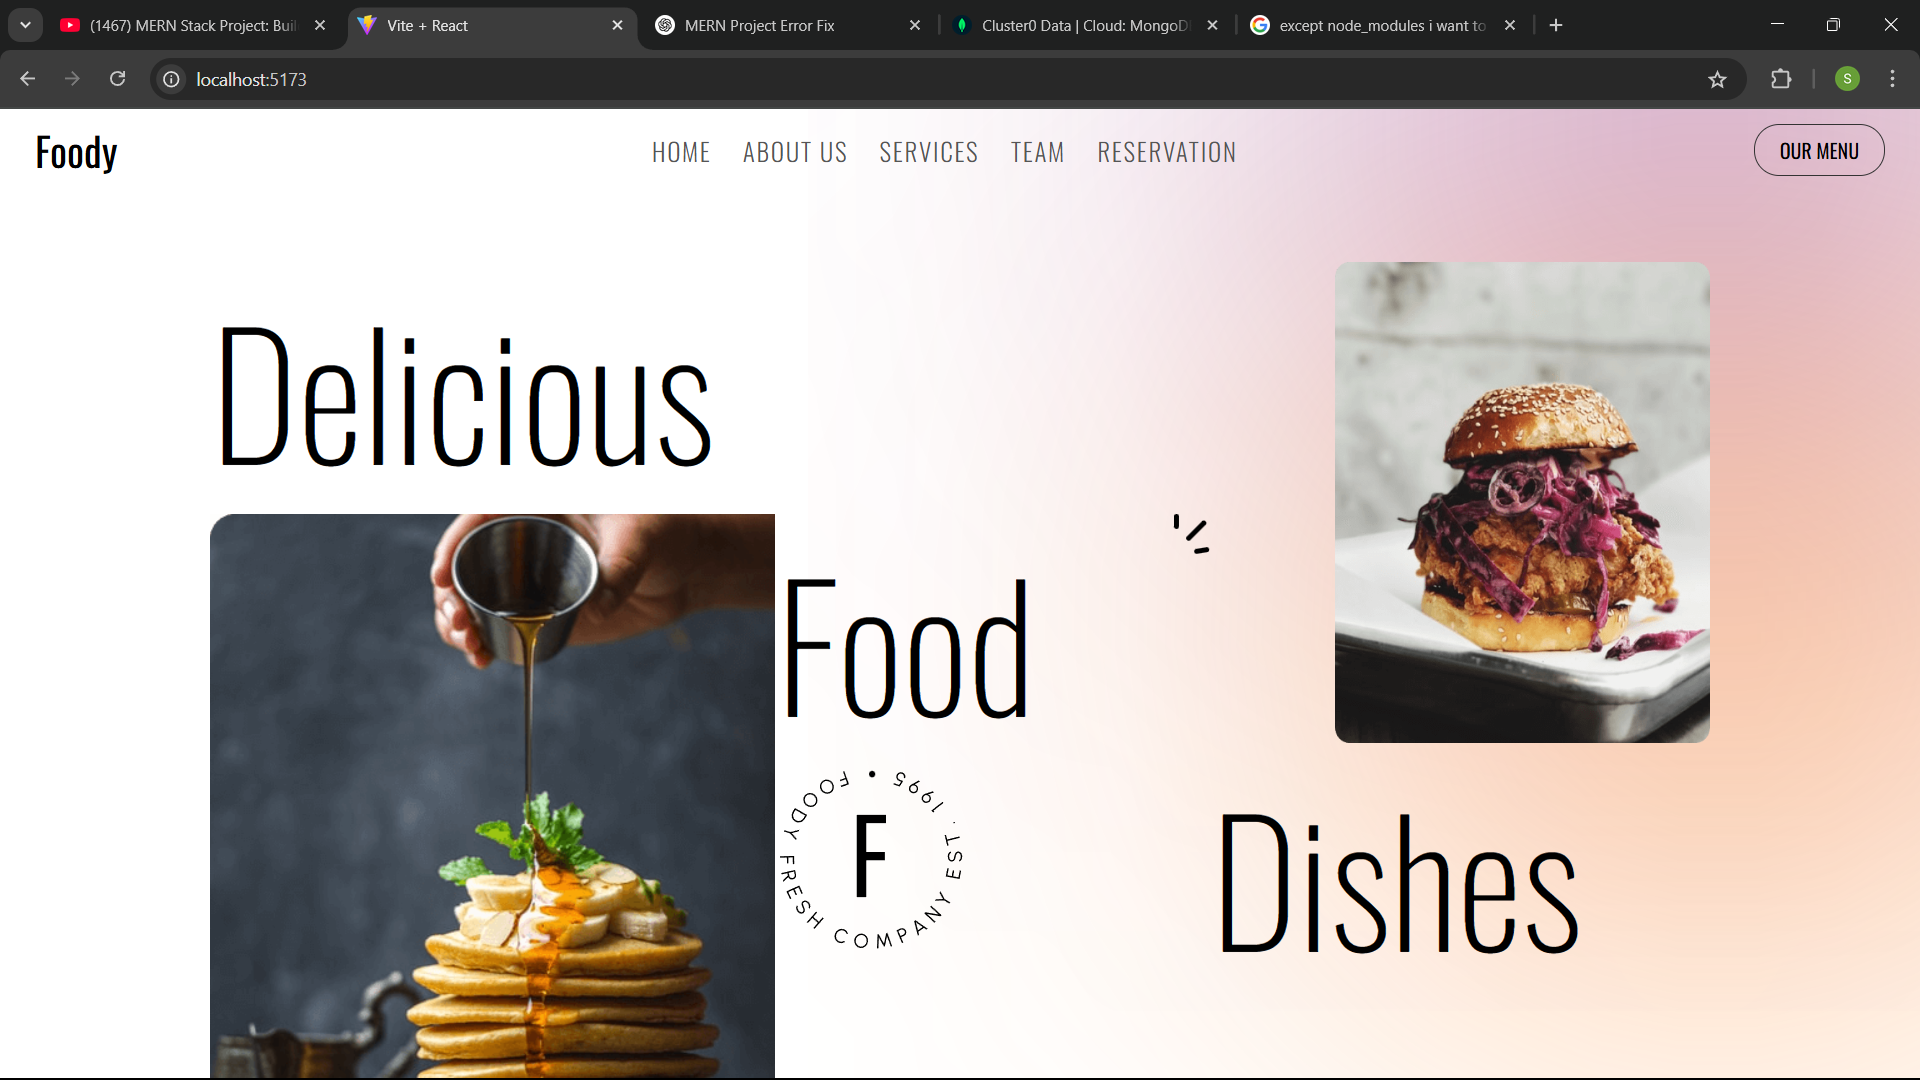 (1467) MERN Stack Project: Buil
Vite + React
MERN Project Error Fix
Cluster0 Data | Cloud: MongoD
except node_modules i want to
localhost:5173
S
Foody
HOME
ABOUT US
SERVICES
TEAM
RESERVATION
OUR MENU
Delicious
Food
FOODY FRESH COMPANY EST. 1995 •
F
Dishes